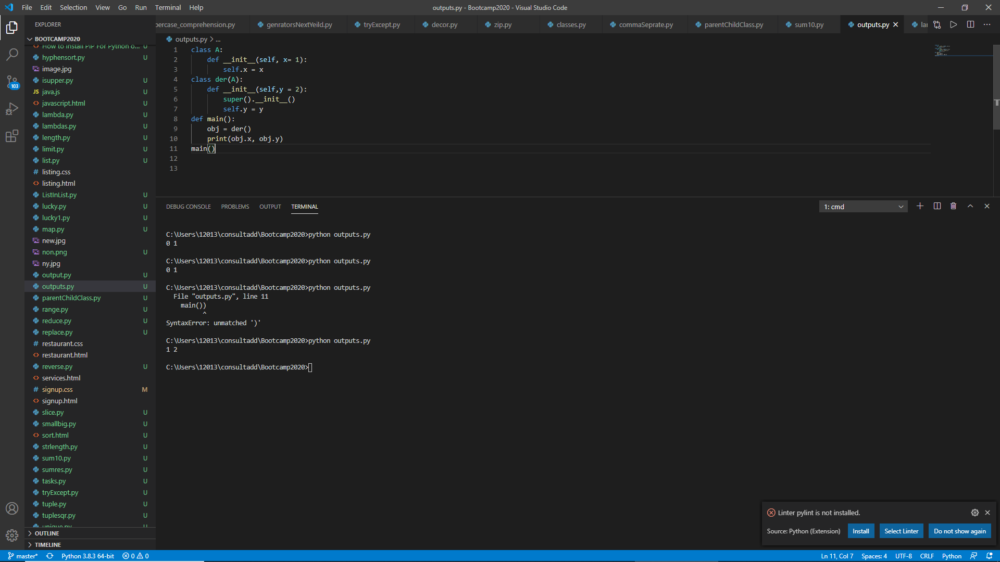 File Edit Selection View Go Run Terminal Help
outputs.py - Bootcamp2020 - Visual Studio Code
EXPLORER
percase_comprehension.py genratorsNextYeild.py tryExcept.py decor.py zip.py classes.py commaSeprate.py parentChildClass.py sum10.py outputs.py
BOOTCAMP2020
How to Install PIP For Python o... U
hyphensort.py U
image.jpg
isupper.py U
JS java.js U
<> javascript.html U
lambda.py U
lambdas.py U
length.py U
limit.py U
list.py U
# listing.css
<> listing.html
ListInList.py U
lucky.py U
lucky1.py U
map.py U
new.jpg
non.png U
ny.jpg
output.py U
outputs.py U
parentChildClass.py U
range.py U
reduce.py U
replace.py U
# restaurant.css
<> restaurant.html
reverse.py U
<> services.html
# signup.css M
<> signup.html
slice.py U
smallbig.py U
<> sort.html U
strlength.py U
sum10.py U
sumres.py U
tasks.py U
tryExcept.py U
tuple.py U
tuplesqr.py U
unique.py U
OUTLINE
TIMELINE
103
outputs.py > ...
1 class A:
2 def __init__(self, x= 1):
3 self.x = x
4 class der(A):
5 def __init__(self,y = 2):
6 super().__init__()
7 self.y = y
8 def main():
9 obj = der()
10 print(obj.x, obj.y)
11 main()
12
13
DEBUG CONSOLE PROBLEMS OUTPUT TERMINAL
1: cmd
C:\Users\12013\consultadd\Bootcamp2020>python outputs.py
0 1
C:\Users\12013\consultadd\Bootcamp2020>python outputs.py
0 1
C:\Users\12013\consultadd\Bootcamp2020>python outputs.py
File "outputs.py", line 11
main())
^
SyntaxError: unmatched ')'
C:\Users\12013\consultadd\Bootcamp2020>python outputs.py
1 2
C:\Users\12013\consultadd\Bootcamp2020>
Linter pylint is not installed.
Source: Python (Extension) Install Select Linter Do not show again
master* Python 3.8.3 64-bit 0 0
Ln 11, Col 7 Spaces: 4 UTF-8 CRLF Python